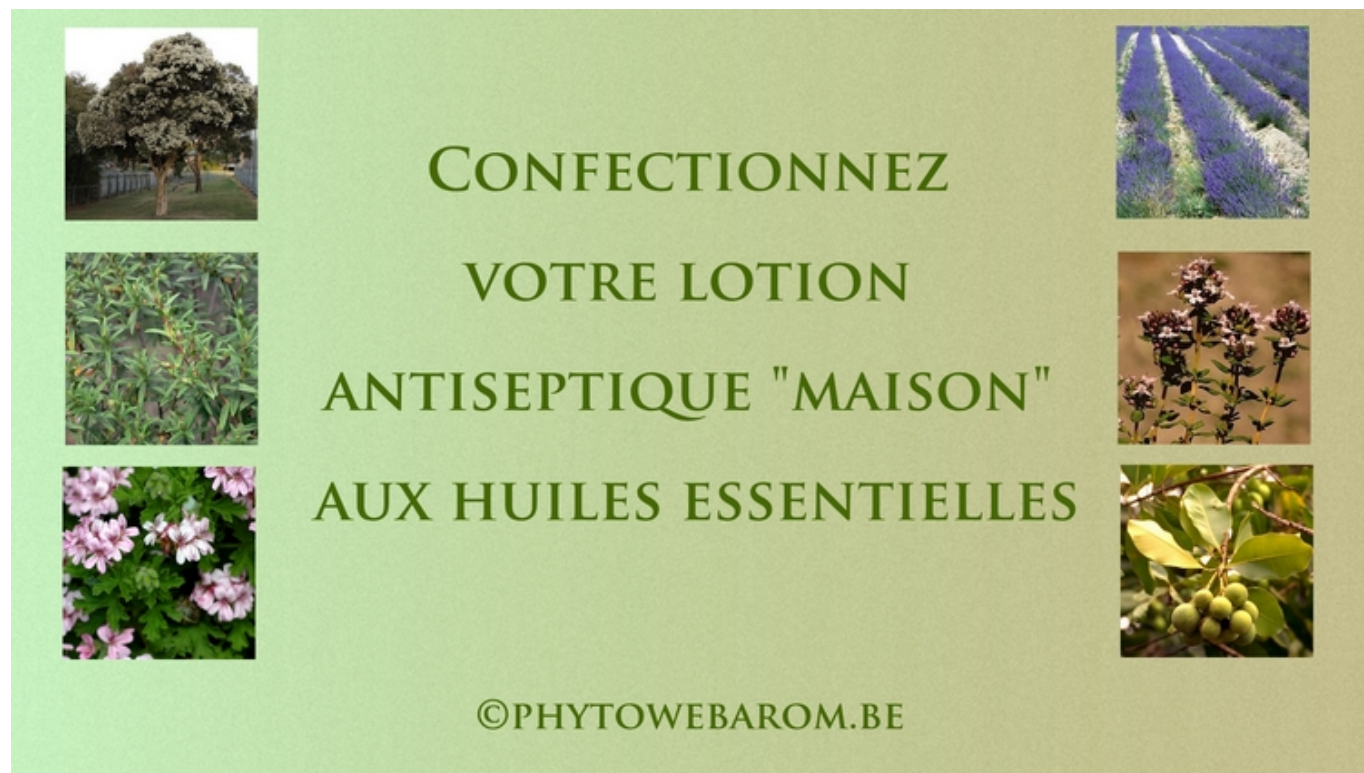 Confectionnez
votre lotion
antiseptique "maison"
aux huiles essentielles
©phytowebarom.be